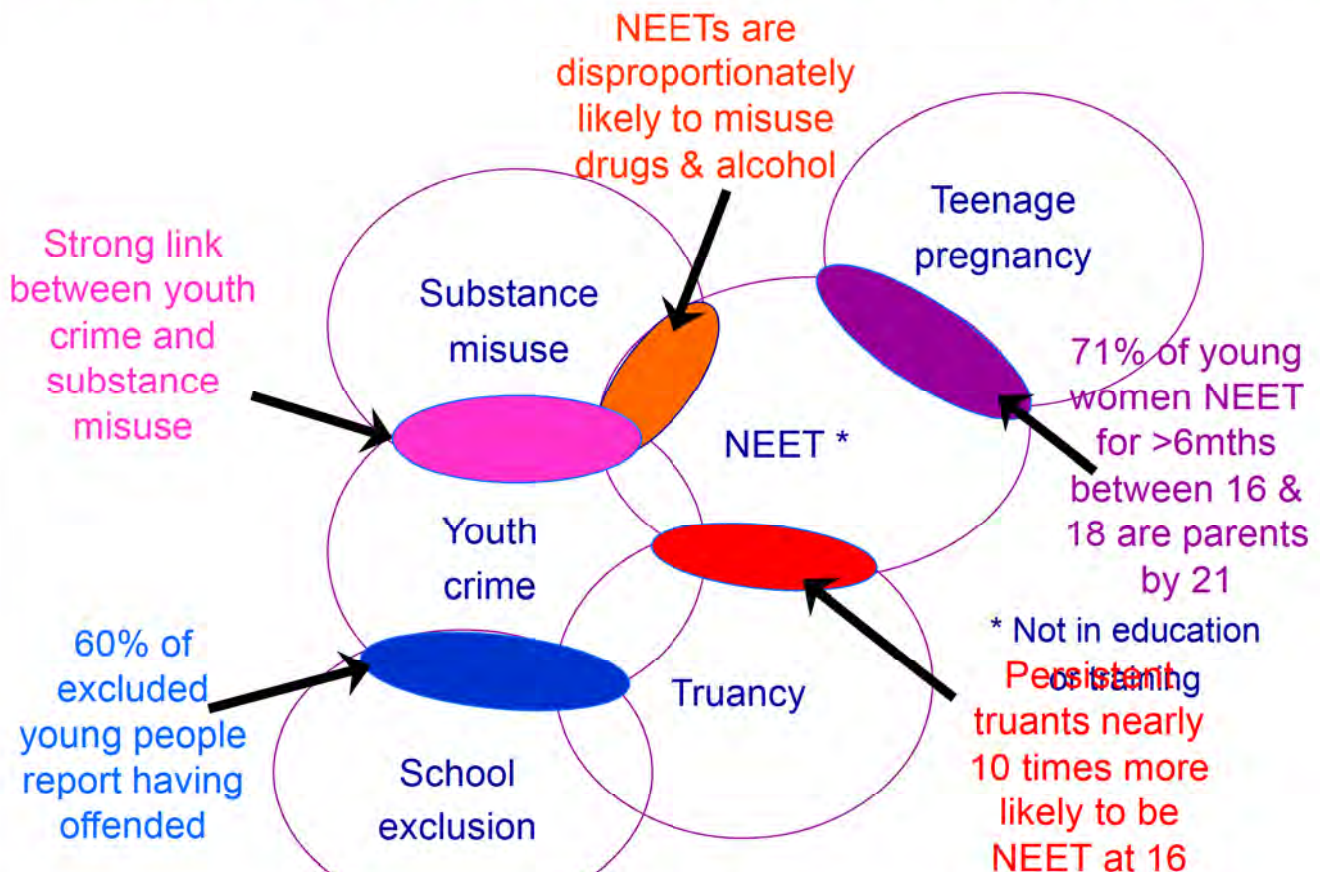 NEETs are
disproportionately
likely to misuse
drugs & alcohol
Teenage
pregnancy
Strong link
between youth
crime and
substance
misuse
Substance
misuse
71% of young
women NEET
for >6mths
between 16 &
18 are parents
by 21
NEET *
Youth
crime
* Not in education
or training
60% of
excluded
young people
report having
offended
Truancy
Persistent
truants nearly
10 times more
likely to be
NEET at 16
School
exclusion